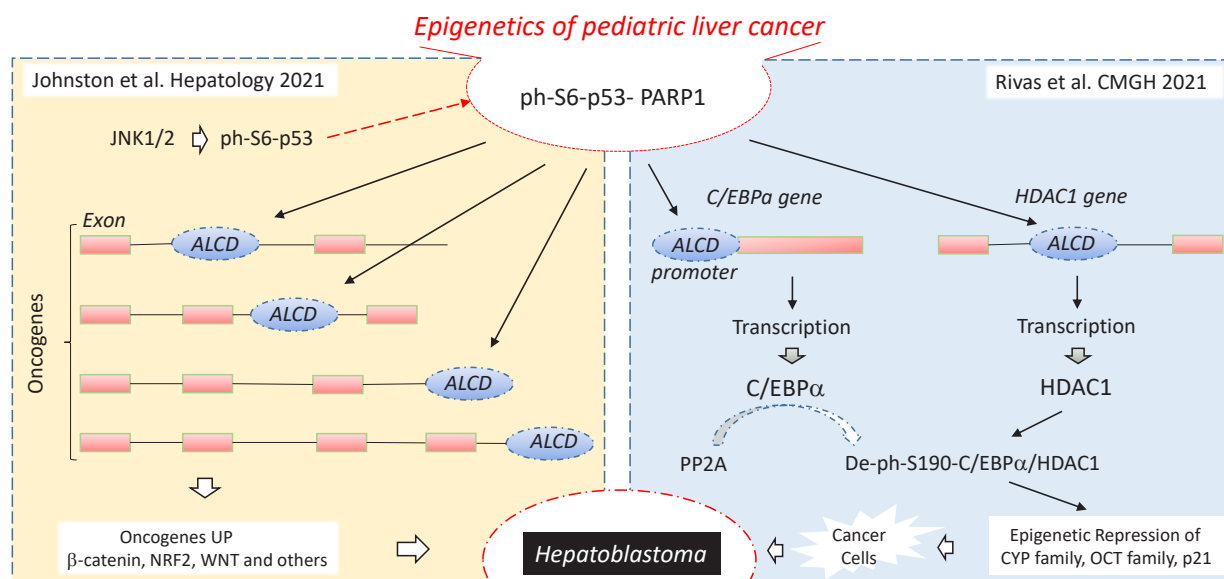 Epigenetics of pediatric liver cancer
Johnston et al. Hepatology 2021
ph-S6-p53- PARP1
Rivas et al. CMGH 2021
JNK1/2
ph-S6-p53
Oncogenes
Exon
ALCD
ALCD
ALCD
ALCD
Oncogenes UP
β-catenin, NRF2, WNT and others
C/EBPα gene
ALCD
promoter
Transcription
C/EBPα
PP2A
HDAC1 gene
ALCD
Transcription
HDAC1
De-ph-S190-C/EBPα/HDAC1
Epigenetic Repression of
CYP family, OCT family, p21
Cancer
Cells
Hepatoblastoma